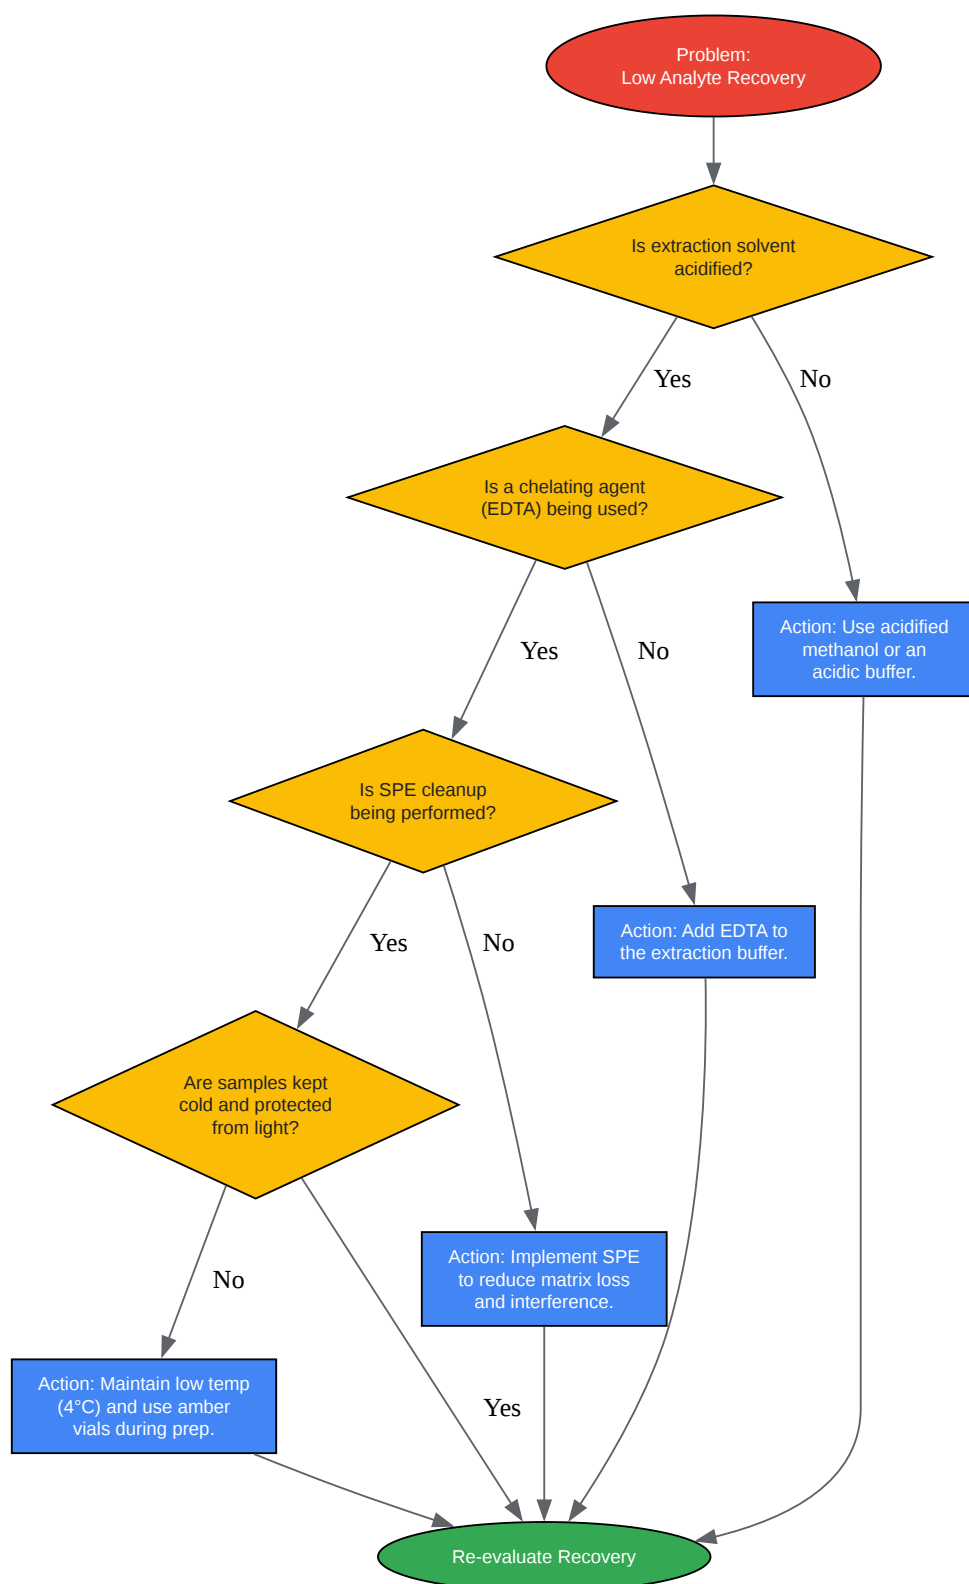 Problem:
Low Analyte Recovery
Is extraction solvent
acidified?
Yes
No
Is a chelating agent
(EDTA) being used?
Yes
No
Action: Use acidified
methanol or an
acidic buffer.
Is SPE cleanup
being performed?
Yes
No
Action: Add EDTA to
the extraction buffer.
Are samples kept
cold and protected
from light?
No
Yes
Action: Implement SPE
to reduce matrix loss
and interference.
Action: Maintain low temp
(4°C) and use amber
vials during prep.
Re-evaluate Recovery